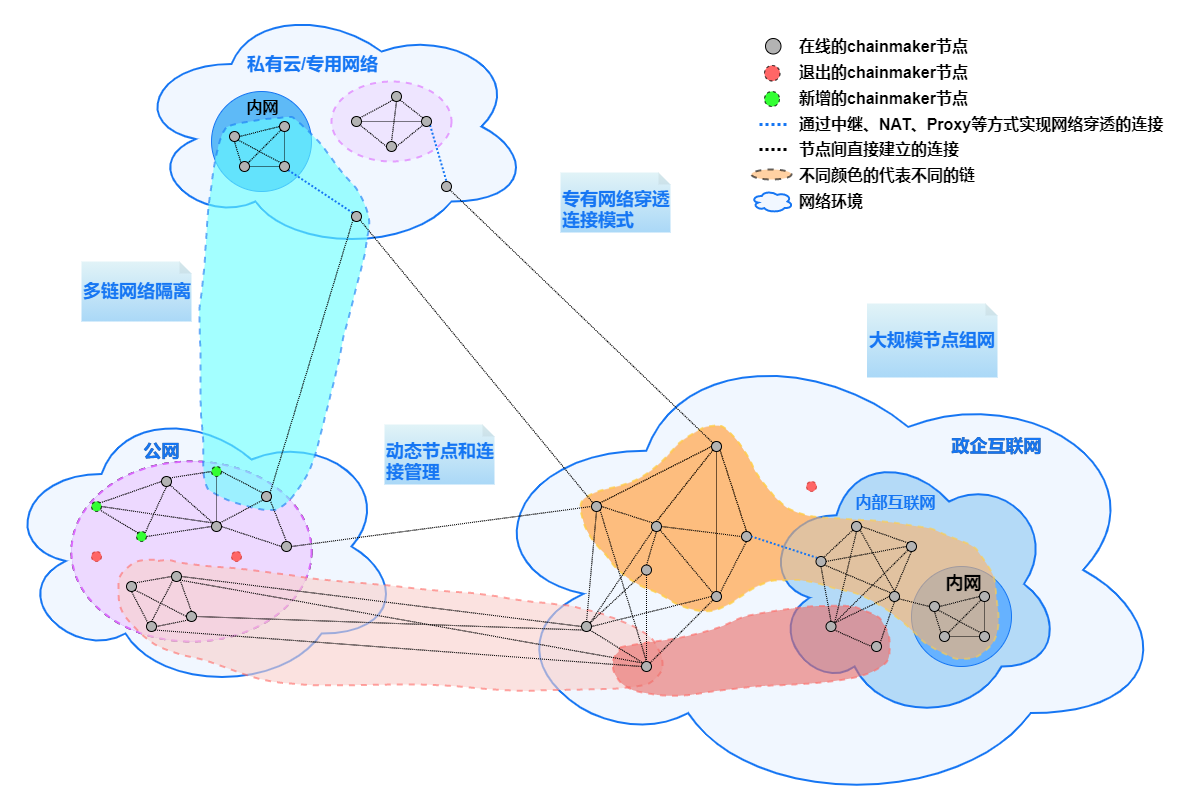 私有云/专用网络
内网
在线的chainmaker节点
退出的chainmaker节点
新增的chainmaker节点
通过中继、NAT、Proxy等方式实现网络穿透的连接
节点间直接建立的连接
不同颜色的代表不同的链
网络环境
专有网络穿透
连接模式
多链网络隔离
大规模节点组网
公网
动态节点和连
接管理
政企互联网
内部互联网
内网